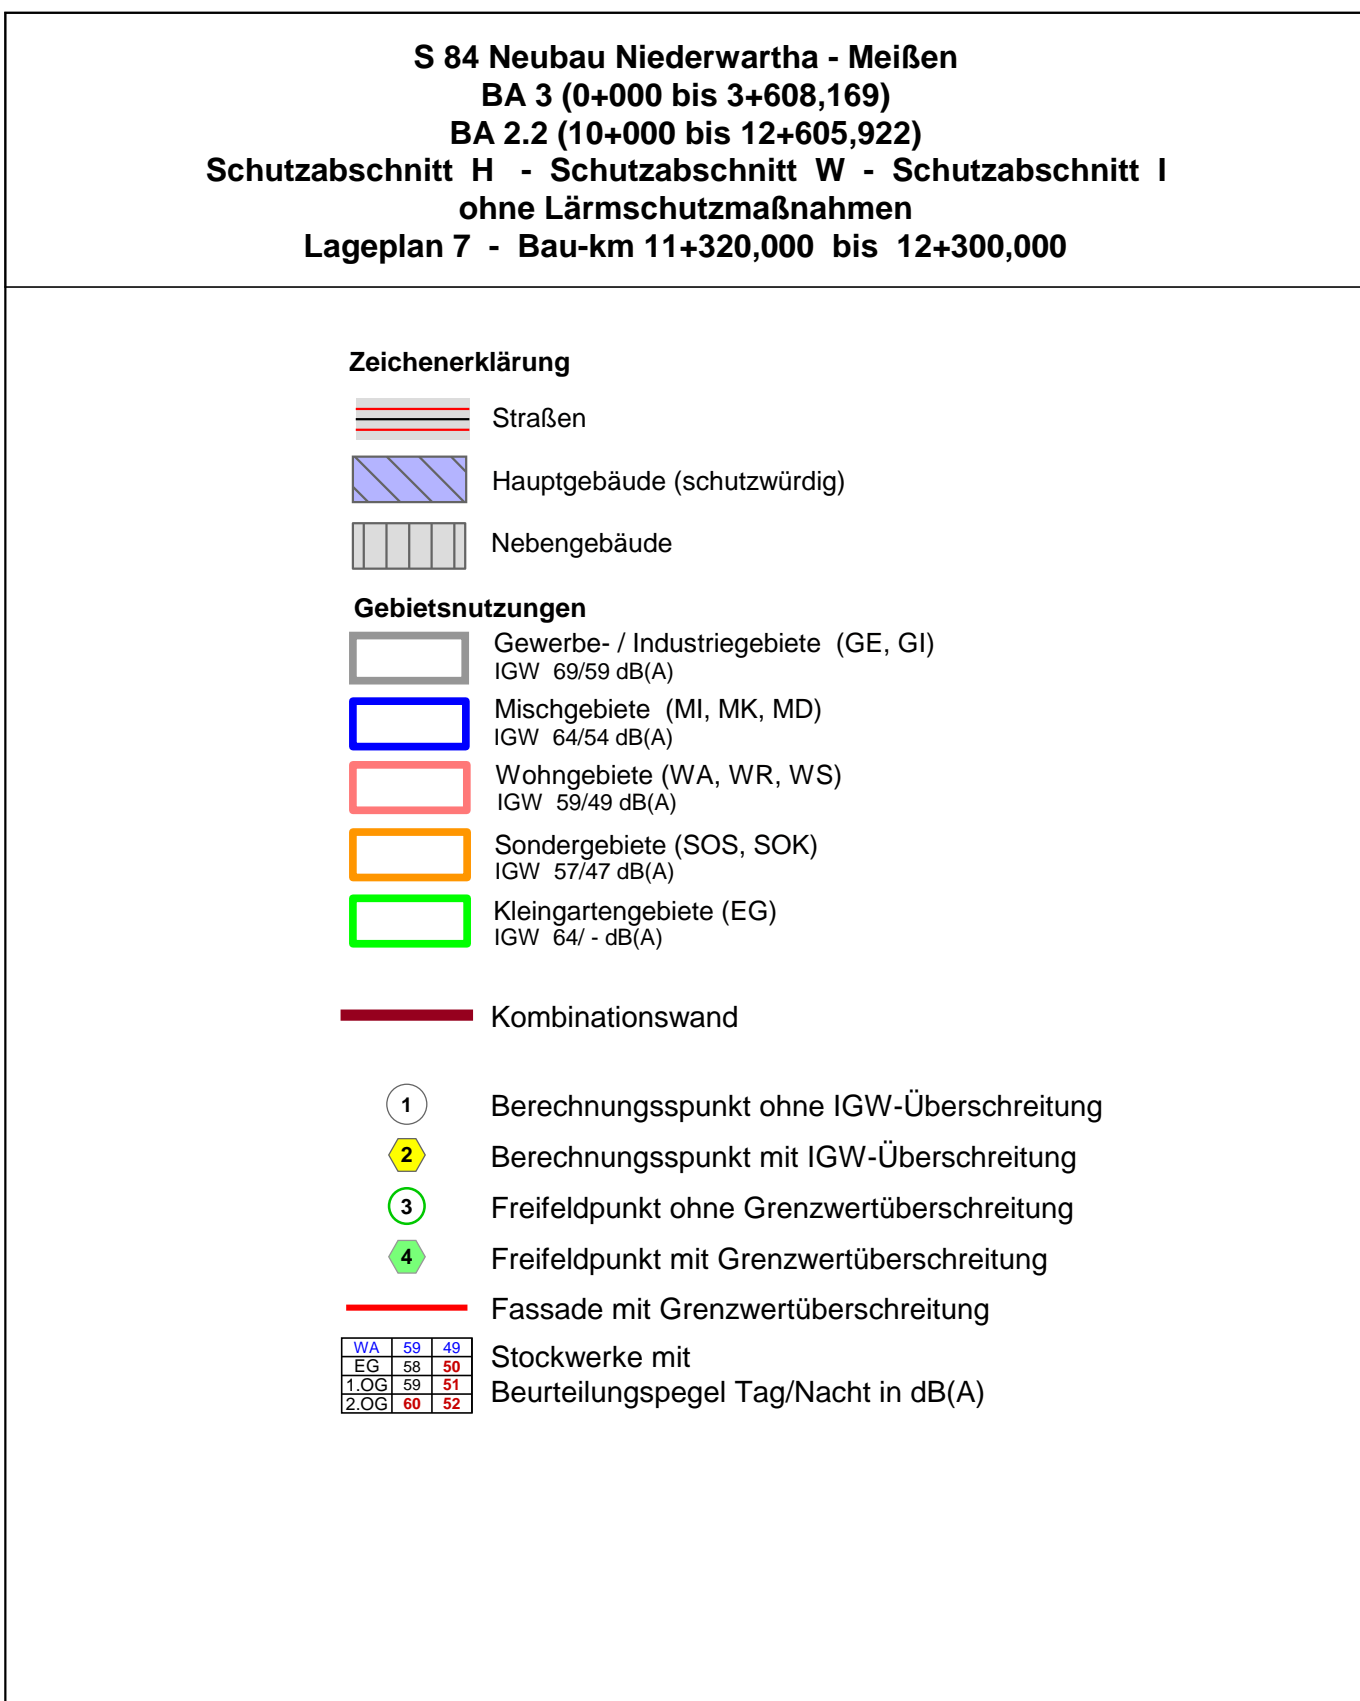 S 84 Neubau Niederwartha - Meißen
BA 3 (0+000 bis 3+608,169)
BA 2.2 (10+000 bis 12+605,922)
Schutzabschnitt H - Schutzabschnitt W - Schutzabschnitt I
ohne Lärmschutzmaßnahmen
Lageplan 7 - Bau-km 11+320,000 bis 12+300,000
Zeichenerklärung
Straßen
Hauptgebäude (schutzwürdig)
Nebengebäude
Gebietsnutzungen
Gewerbe- / Industriegebiete (GE, GI)
IGW 69/59 dB(A)
Mischgebiete (MI, MK, MD)
IGW 64/54 dB(A)
Wohngebiete (WA, WR, WS)
IGW 59/49 dB(A)
Sondergebiete (SOS, SOK)
IGW 57/47 dB(A)
Kleingartengebiete (EG)
IGW 64/ - dB(A)
Kombinationswand
1 Berechnungsspunkt ohne IGW-Überschreitung
2 Berechnungsspunkt mit IGW-Überschreitung
3 Freifeldpunkt ohne Grenzwertüberschreitung
4 Freifeldpunkt mit Grenzwertüberschreitung
Fassade mit Grenzwertüberschreitung
WA 59 49
EG 58 50
1.OG 59 51
2.OG 60 52
Stockwerke mit
Beurteilungspegel Tag/Nacht in dB(A)